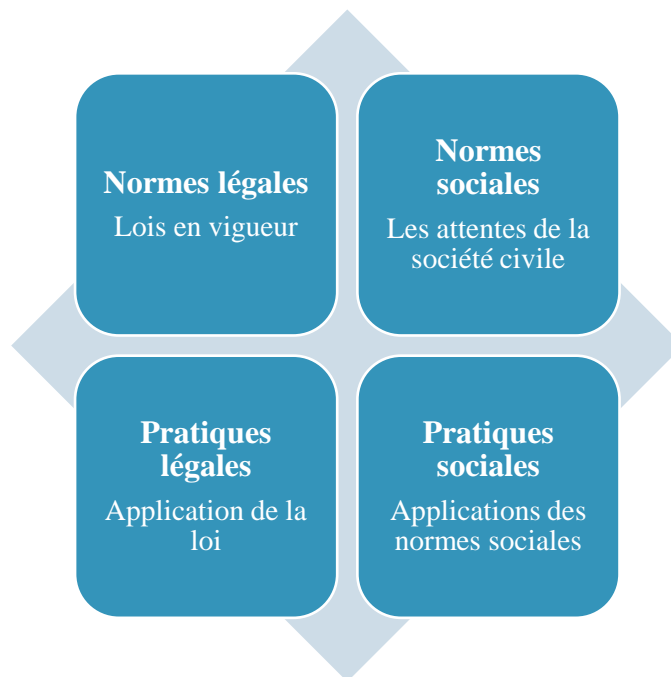 Normes légales
Lois en vigueur
Normes
sociales
Les attentes de la
société civile
Pratiques
légales
Application de la
loi
Pratiques
sociales
Applications des
normes sociales